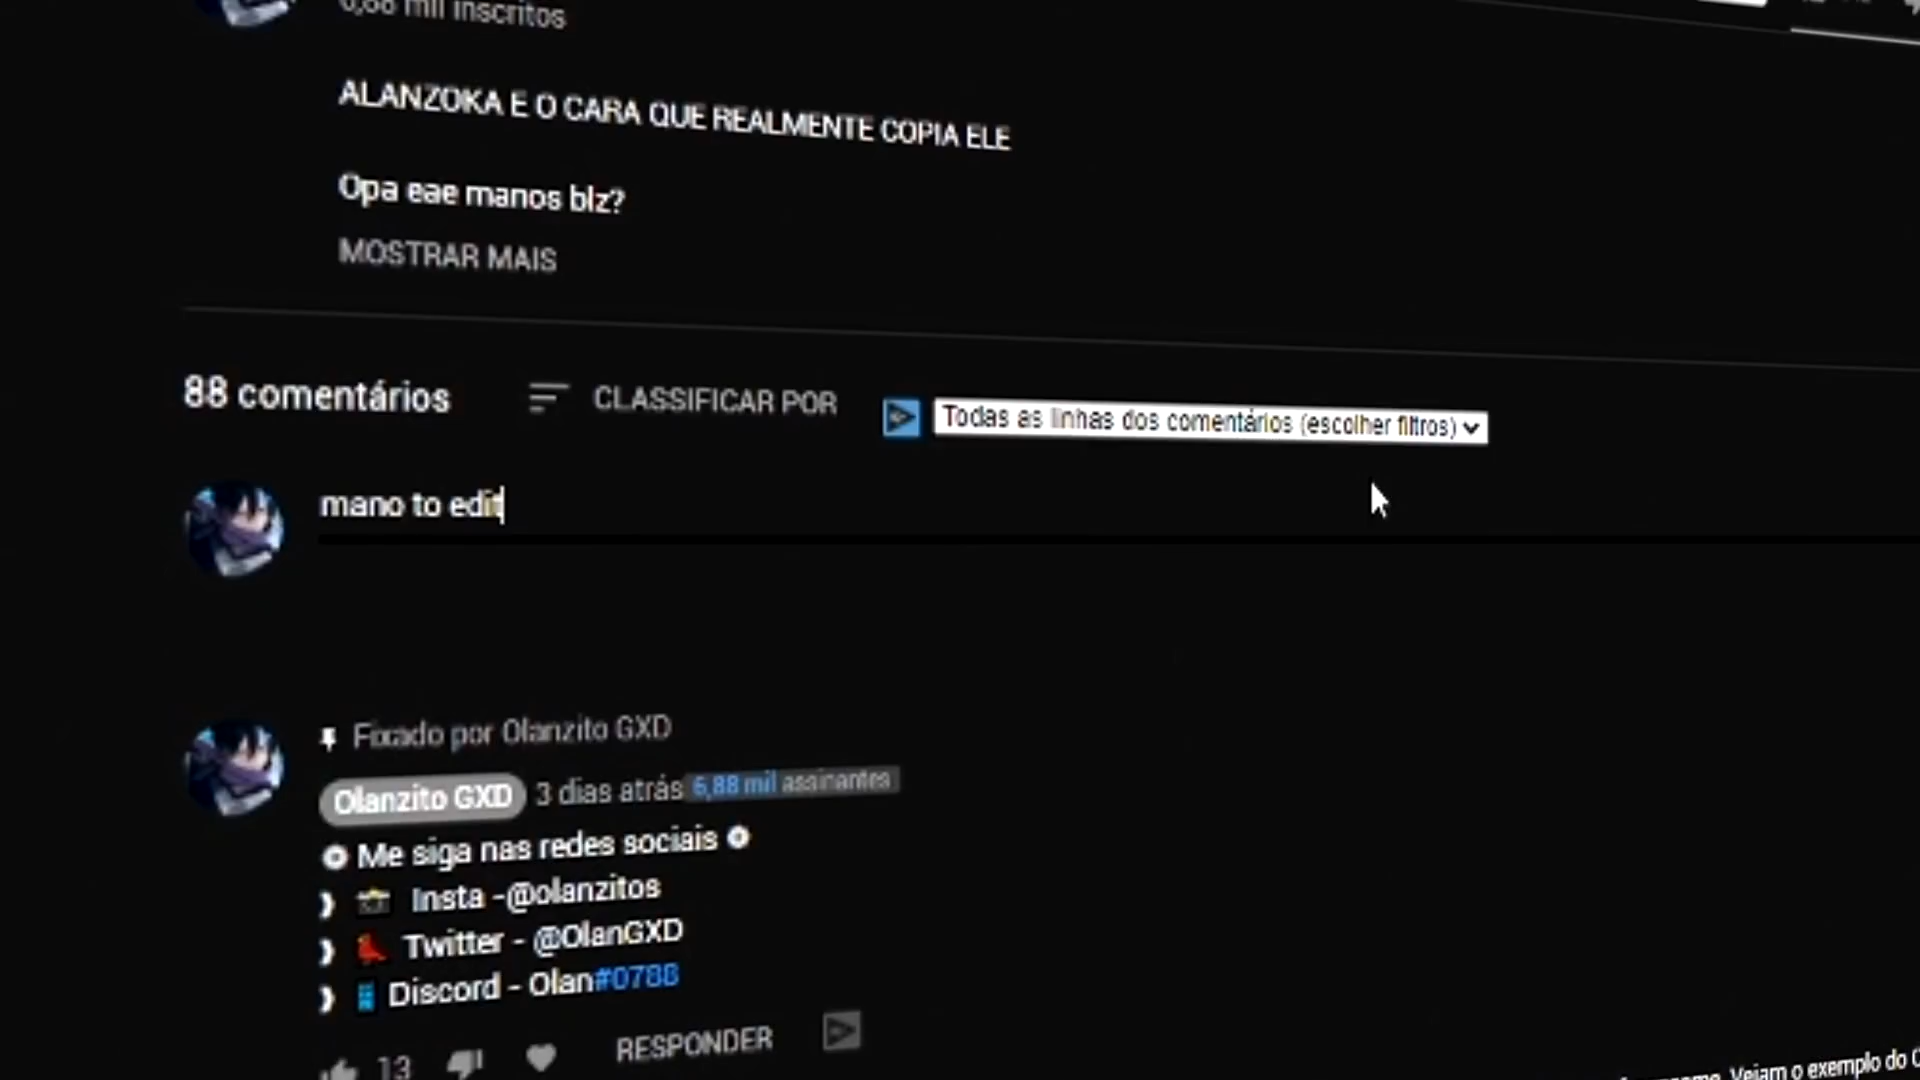 6,88 mil inscritos
ALANZOKA E O CARA QUE REALMENTE COPIA ELE
Opa eae manos blz?
MOSTRAR MAIS
88 comentários CLASSIFICAR POR Todas as linhas dos comentários (escolher filtros)
mano to edit
Fixado por Olanzito GXD
Olanzito GXD 3 dias atrás 6,88 mil assinantes
Me siga nas redes sociais
Insta -@olanzitos
Twitter - @OlanGXD
Discord - Olan#0788
13 RESPONDER
Vejam o exemplo do